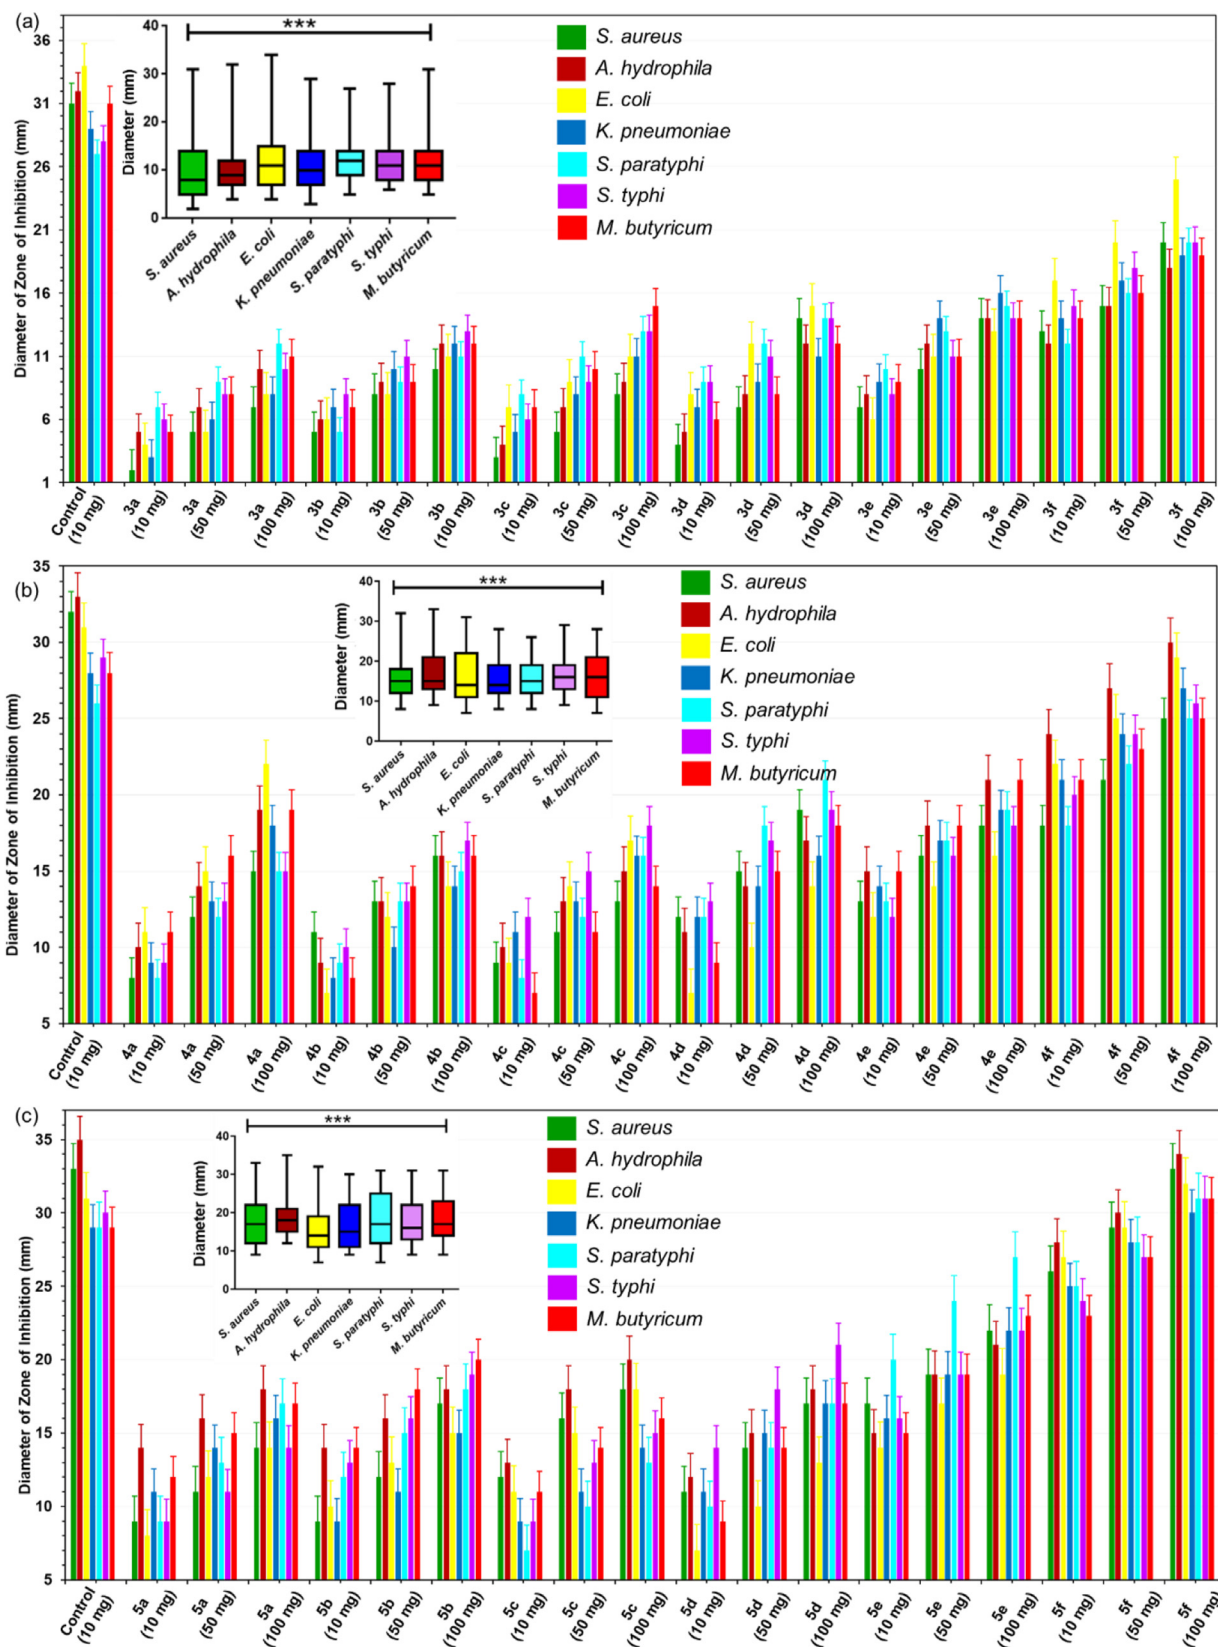 (a)
Diameter of Zone of Inhibition (mm)
36
31
26
21
16
11
6
1
Diameter (mm)
40
30
20
10
0
***
S. aureus
A. hydrophila
E. coli
K. pneumoniae
S. paratyphi
S. typhi
M. butyricum
S. aureus
A. hydrophila
E. coli
K. pneumoniae
S. paratyphi
S. typhi
M. butyricum
Control
(10 mg)
3a
(10 mg)
3a
(50 mg)
3a
(100 mg)
3b
(10 mg)
3b
(50 mg)
3b
(100 mg)
3c
(10 mg)
3c
(50 mg)
3c
(100 mg)
3d
(10 mg)
3d
(50 mg)
3d
(100 mg)
3e
(10 mg)
3e
(50 mg)
3e
(100 mg)
3f
(10 mg)
3f
(50 mg)
3f
(100 mg)
(b)
Diameter of Zone of Inhibition (mm)
35
30
25
20
15
10
5
Diameter (mm)
40
30
20
10
0
***
S. aureus
A. hydrophila
E. coli
K. pneumoniae
S. paratyphi
S. typhi
M. butyricum
S. aureus
A. hydrophila
E. coli
K. pneumoniae
S. paratyphi
S. typhi
M. butyricum
Control
(10 mg)
4a
(10 mg)
4a
(50 mg)
4a
(100 mg)
4b
(10 mg)
4b
(50 mg)
4b
(100 mg)
4c
(10 mg)
4c
(50 mg)
4c
(100 mg)
4d
(10 mg)
4d
(50 mg)
4d
(100 mg)
4e
(10 mg)
4e
(50 mg)
4e
(100 mg)
4f
(10 mg)
4f
(50 mg)
4f
(100 mg)
(c)
Diameter of Zone of Inhibition (mm)
35
30
25
20
15
10
5
Diameter (mm)
40
30
20
10
0
***
S. aureus
A. hydrophila
E. coli
K. pneumoniae
S. paratyphi
S. typhi
M. butyricum
S. aureus
A. hydrophila
E. coli
K. pneumoniae
S. paratyphi
S. typhi
M. butyricum
Control
(10 mg)
5a
(10 mg)
5a
(50 mg)
5a
(100 mg)
5b
(10 mg)
5b
(50 mg)
5b
(100 mg)
5c
(10 mg)
5c
(50 mg)
5c
(100 mg)
5d
(10 mg)
5d
(50 mg)
5d
(100 mg)
5e
(10 mg)
5e
(50 mg)
5e
(100 mg)
5f
(10 mg)
5f
(50 mg)
5f
(100 mg)